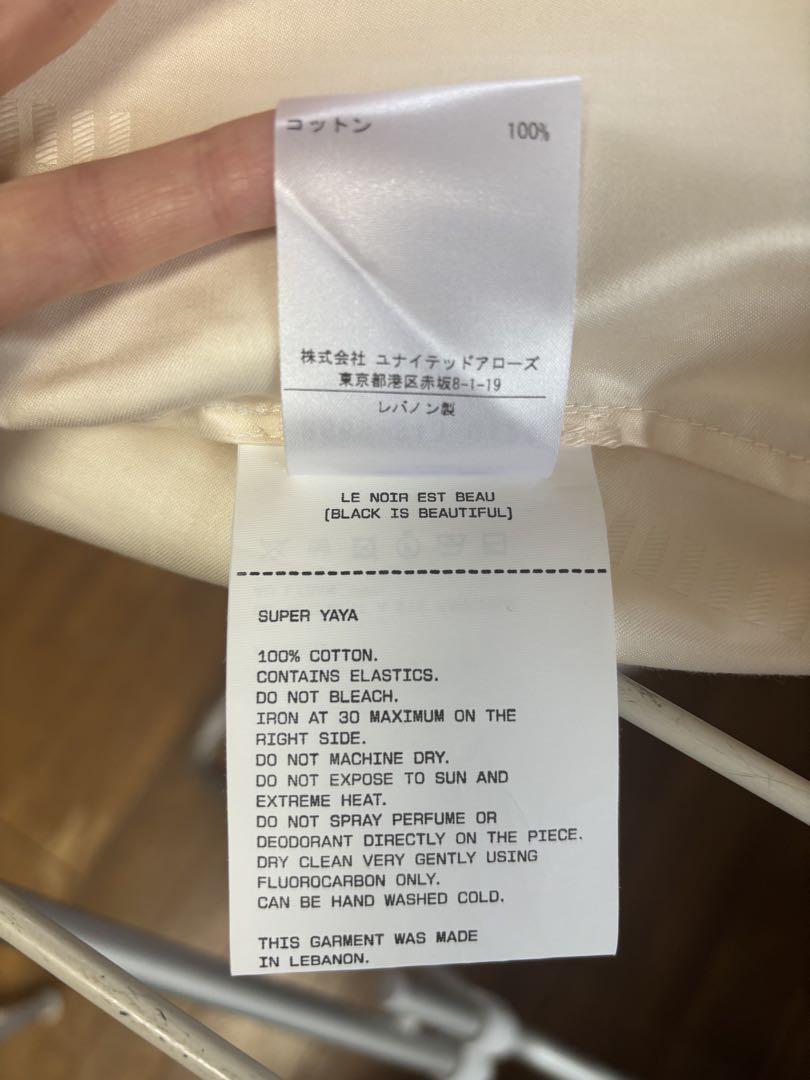 コットン 100%
株式会社 ユナイテッドアローズ
東京都港区赤坂8-1-19
レバノン製
LE NOIR EST BEAU
[BLACK IS BEAUTIFUL]
SUPER YAYA
100% COTTON.
CONTAINS ELASTICS.
DO NOT BLEACH.
IRON AT 30 MAXIMUM ON THE
RIGHT SIDE.
DO NOT MACHINE DRY.
DO NOT EXPOSE TO SUN AND
EXTREME HEAT.
DO NOT SPRAY PERFUME OR
DEODORANT DIRECTLY ON THE PIECE.
DRY CLEAN VERY GENTLY USING
FLUOROCARBON ONLY.
CAN BE HAND WASHED COLD.
THIS GARMENT WAS MADE
IN LEBANON.